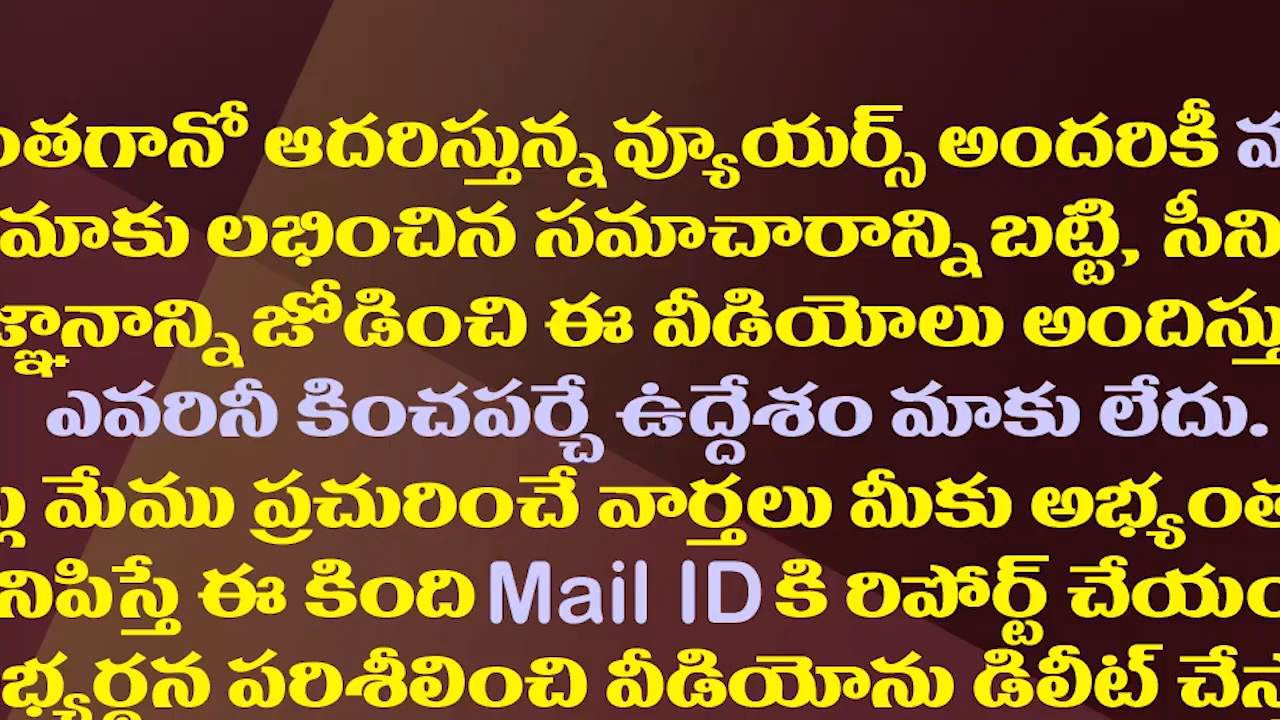 ంతగానో ఆదరిస్తున్న వ్యూయర్స్ అందరికీ
మాకు లభించిన సమాచారాన్ని బట్టి, సీని
జ్ఞానాన్ని జోడించి ఈ వీడియోలు అందిస్తు
ఎవరినీ కించపర్చే ఉద్దేశం మాకు లేదు.
మేము ప్రచురించే వార్తలు మీకు అభ్యంత
నిపిస్తే ఈ కింది Mail ID కి రిపోర్ట్ చేయం
భ్యర్థన పరిశీలించి వీడియోను డిలీట్ చేస